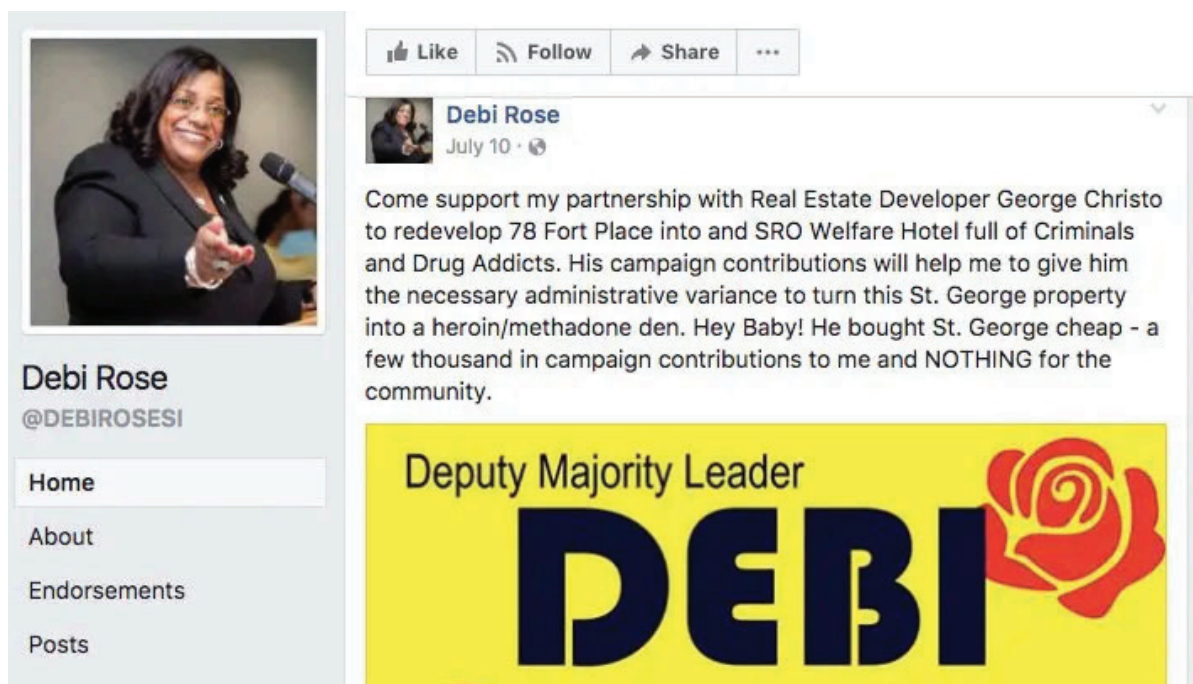 Like Follow Share ...
Debi Rose
July 10 ·
Come support my partnership with Real Estate Developer George Christo
to redevelop 78 Fort Place into and SRO Welfare Hotel full of Criminals
and Drug Addicts. His campaign contributions will help me to give him
the necessary administrative variance to turn this St. George property
into a heroin/methadone den. Hey Baby! He bought St. George cheap - a
few thousand in campaign contributions to me and NOTHING for the
community.
Deputy Majority Leader
DEBI
Debi Rose
@DEBIROSESI
Home
About
Endorsements
Posts